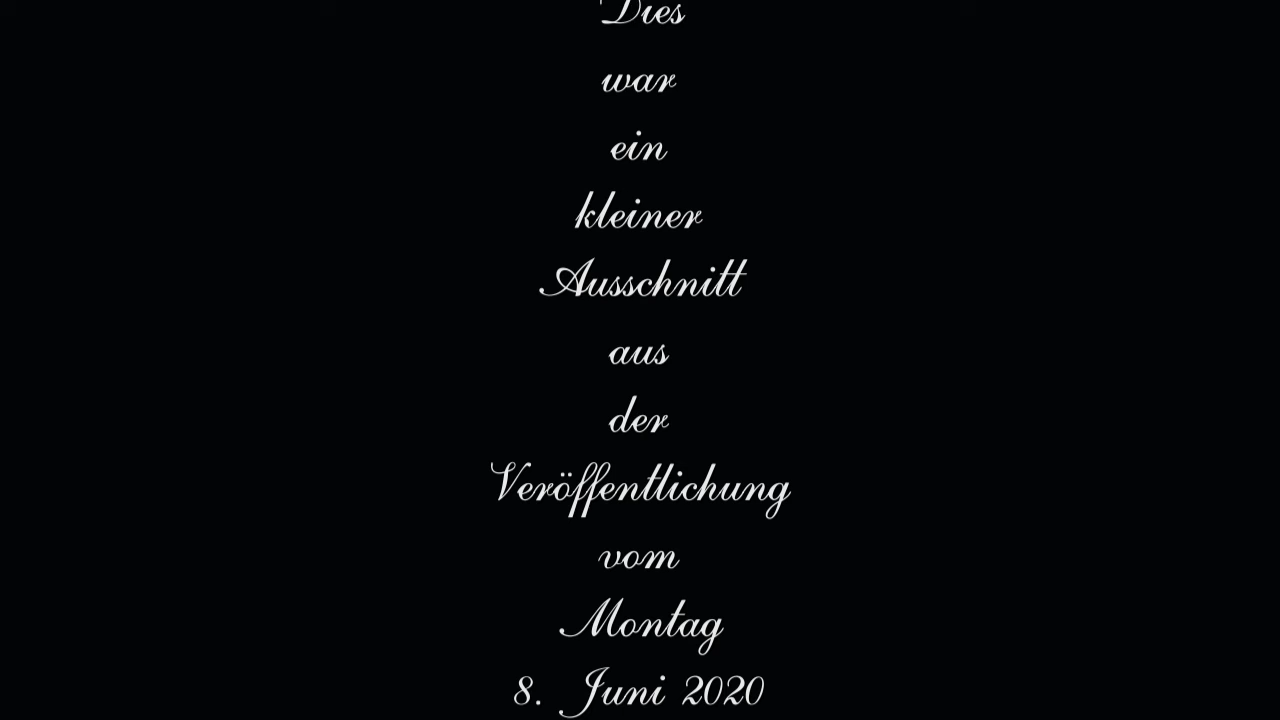 Dies
war
ein
kleiner
Ausschnitt
aus
der
Veröffentlichung
vom
Montag
8. Juni 2020